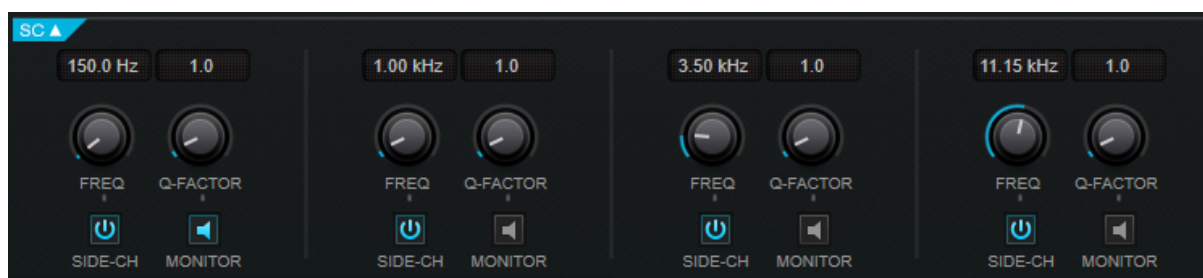 SC
150.0 Hz 1.0 1.00 kHz 1.0 3.50 kHz 1.0 11.15 kHz 1.0
FREQ Q-FACTOR FREQ Q-FACTOR FREQ Q-FACTOR FREQ Q-FACTOR
SIDE-CH MONITOR SIDE-CH MONITOR SIDE-CH MONITOR SIDE-CH MONITOR